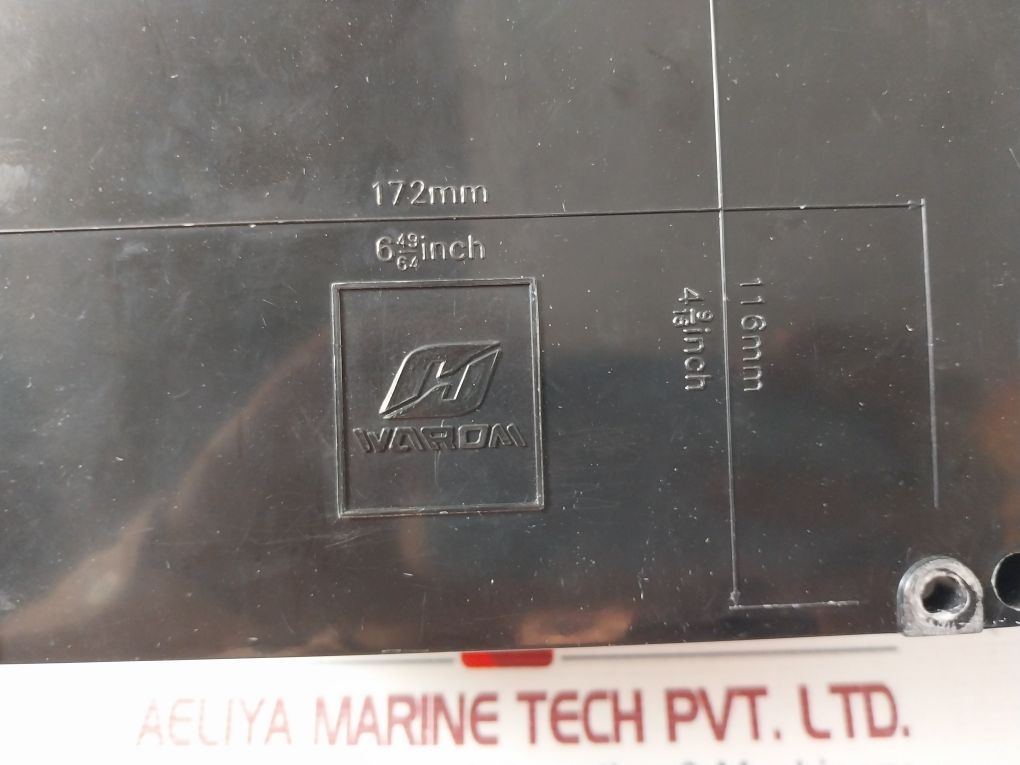 172mm
6 49/64 inch
116mm
4 9/16 inch
H
WAROM
AELIYA MARINE TECH PVT. LTD.